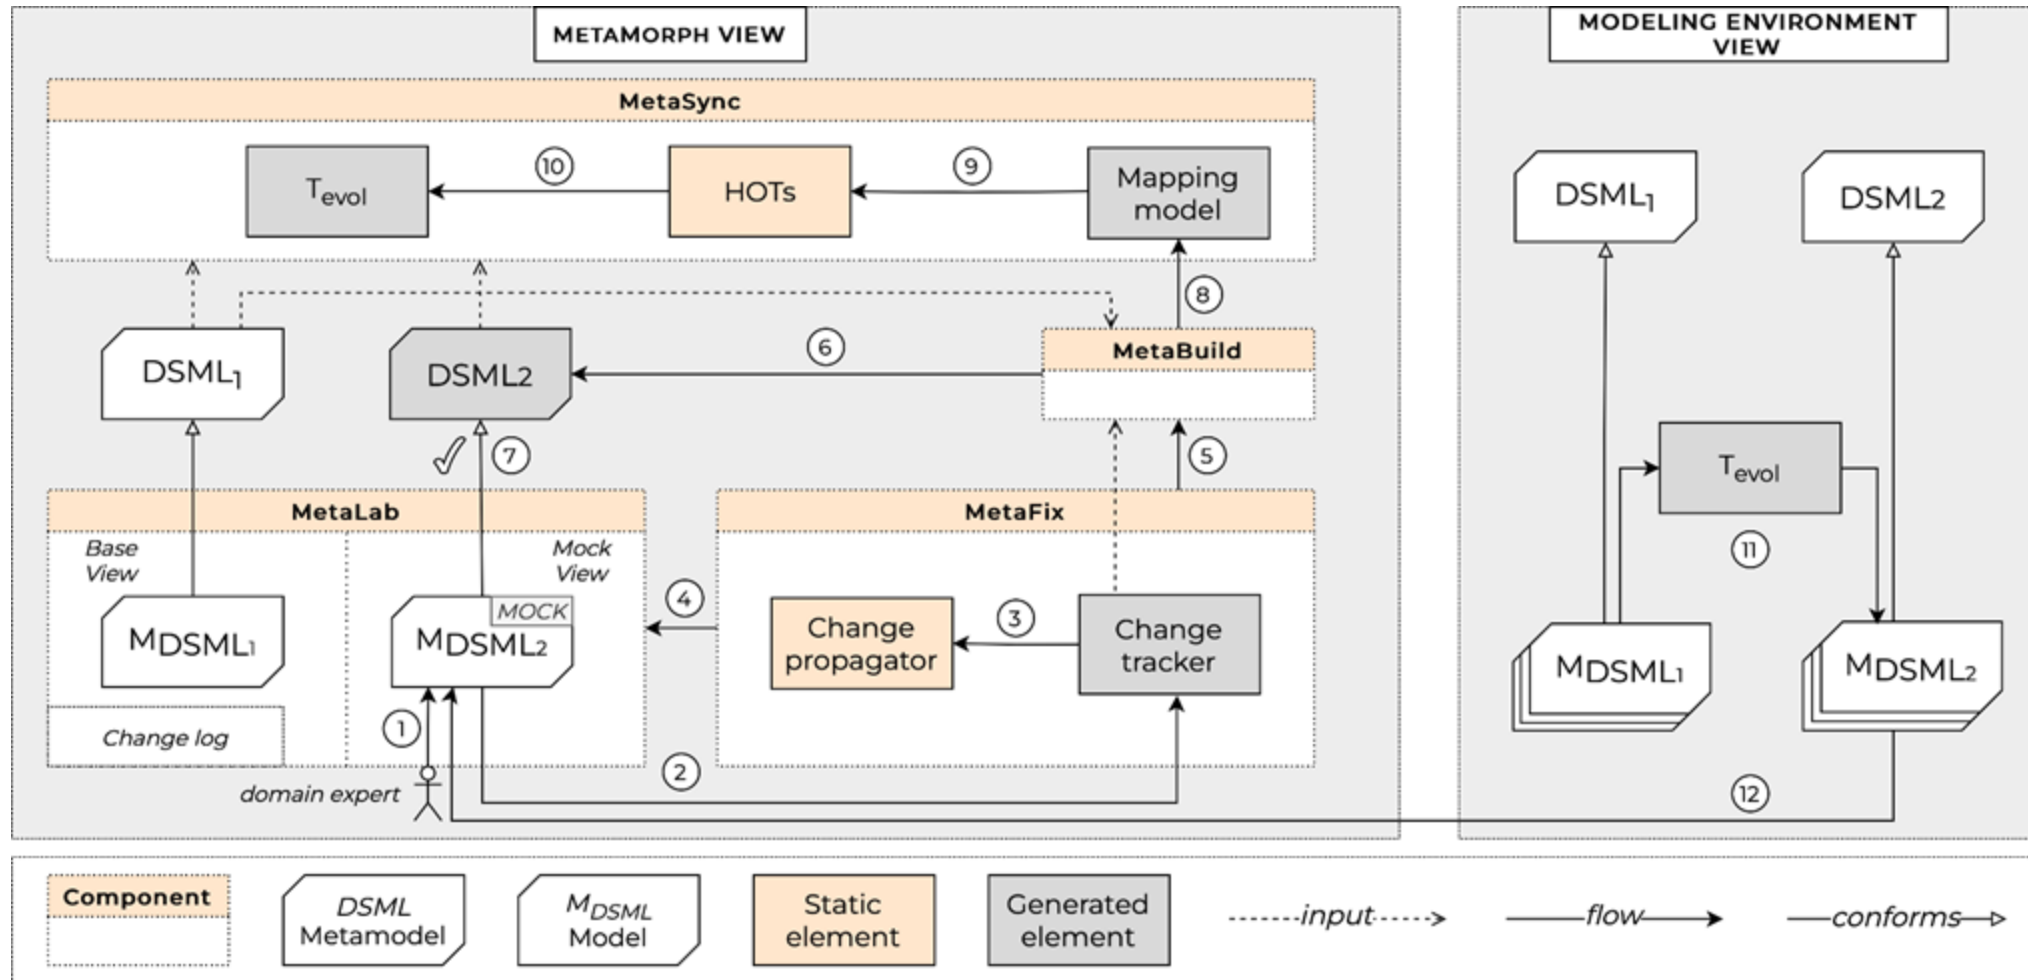 METAMORPH VIEW
MetaSync
Tevol
10
HOTs
9
Mapping
model
8
DSML1
DSML2
6
MetaBuild
7
5
MetaLab
Base
View
Mock
View
MDSML1
MOCK
MDSML2
Change log
1
domain expert
2
4
MetaFix
Change
propagator
3
Change
tracker
MODELING ENVIRONMENT
VIEW
DSML1
DSML2
Tevol
11
MDSML1
MDSML2
12
Component
DSML
Metamodel
MDSML
Model
Static
element
Generated
element
input
flow
conforms